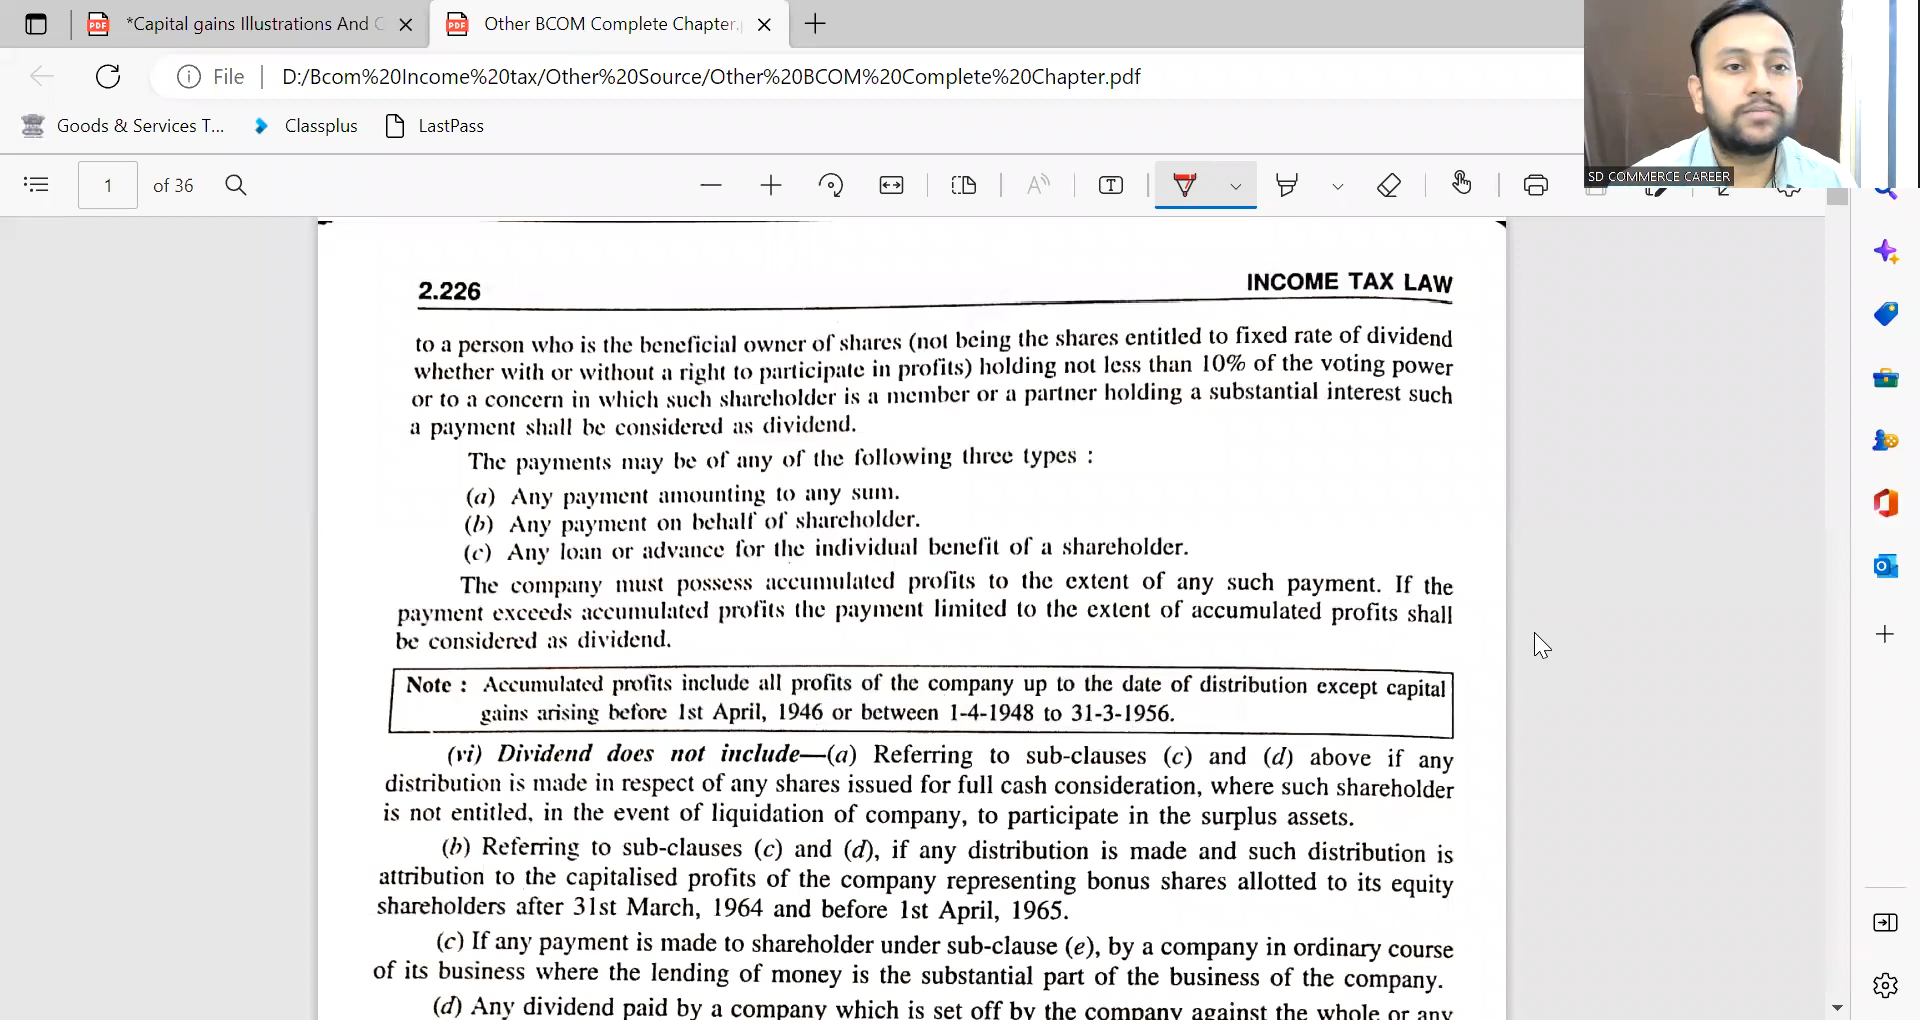 *Capital gains Illustrations And
Other BCOM Complete Chapter.
File
D:/Bcom%20Income%20tax/Other%20Source/Other%20BCOM%20Complete%20Chapter.pdf
Goods & Services T...
Classplus
LastPass
SD COMMERCE CAREER
1
of 36
2.226
INCOME TAX LAW
to a person who is the beneficial owner of shares (not being the shares entitled to fixed rate of dividend
whether with or without a right to participate in profits) holding not less than 10% of the voting power
or to a concern in which such shareholder is a member or a partner holding a substantial interest such
a payment shall be considered as dividend.
The payments may be of any of the following three types :
(a) Any payment amounting to any sum.
(b) Any payment on behalf of shareholder.
(c) Any loan or advance for the individual benefit of a shareholder.
The company must possess accumulated profits to the extent of any such payment. If the
payment exceeds accumulated profits the payment limited to the extent of accumulated profits shall
be considered as dividend.
Note : Accumulated profits include all profits of the company up to the date of distribution except capital
gains arising before 1st April, 1946 or between 1-4-1948 to 31-3-1956.
(vi) Dividend does not include—(a) Referring to sub-clauses (c) and (d) above if any
distribution is made in respect of any shares issued for full cash consideration, where such shareholder
is not entitled, in the event of liquidation of company, to participate in the surplus assets.
(b) Referring to sub-clauses (c) and (d), if any distribution is made and such distribution is
attribution to the capitalised profits of the company representing bonus shares allotted to its equity
shareholders after 31st March, 1964 and before 1st April, 1965.
(c) If any payment is made to shareholder under sub-clause (e), by a company in ordinary course
of its business where the lending of money is the substantial part of the business of the company.
(d) Any dividend paid by a company which is set off by the company against the whole or any